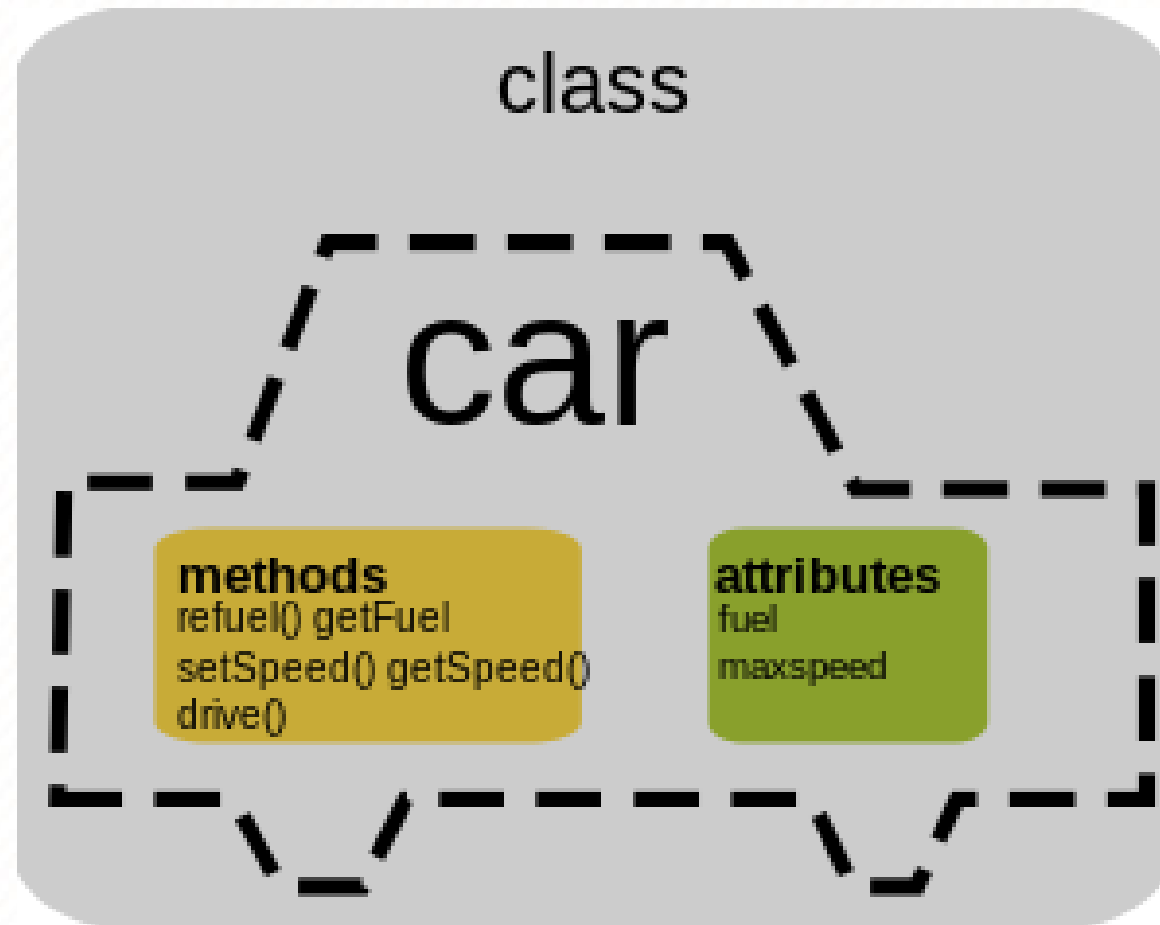 class
car
methods
refuel() getFuel
setSpeed() getSpeed()
drive()
attributes
fuel
maxspeed